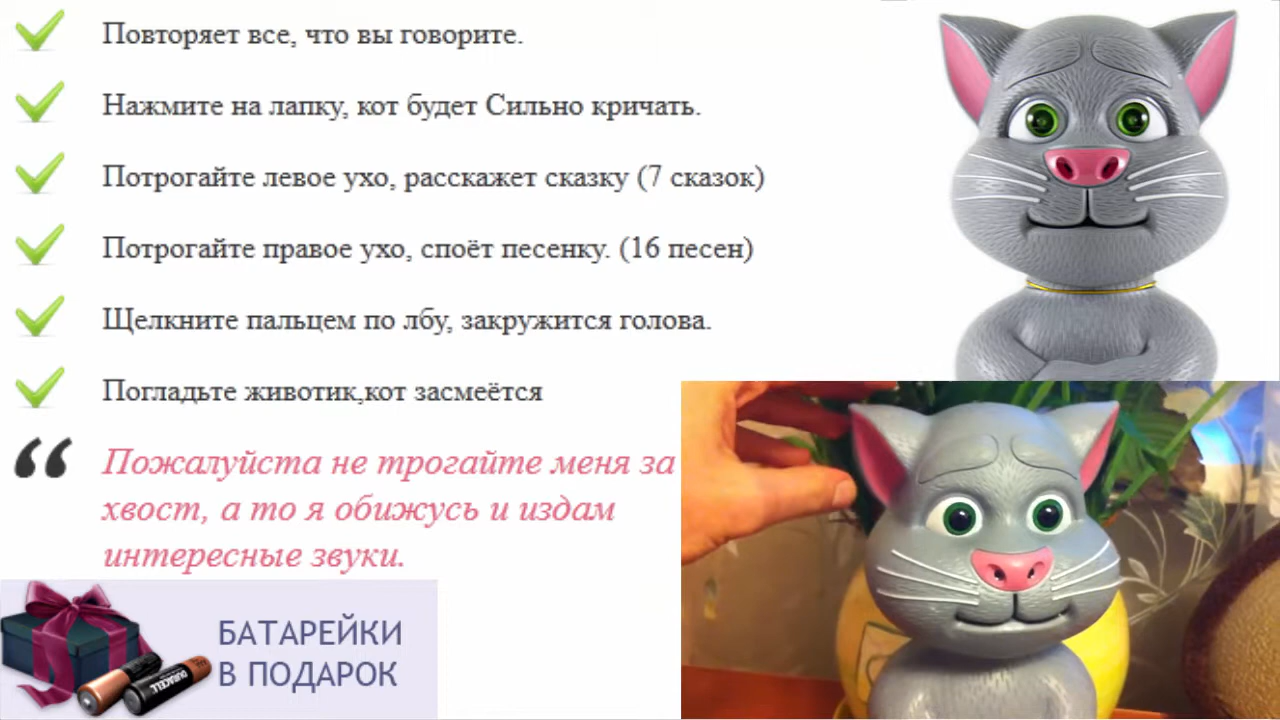 Повторяет все, что вы говорите.
Нажмите на лапку, кот будет Сильно кричать.
Потрогайте левое ухо, расскажет сказку (7 сказок)
Потрогайте правое ухо, споёт песенку. (16 песен)
Щелкните пальцем по лбу, закружится голова.
Погладьте животик,кот засмеётся
“ Пожалуйста не трогайте меня за
хвост, а то я обижусь и издам
интересные звуки.
БАТАРЕЙКИ
В ПОДАРОК
DURACELL